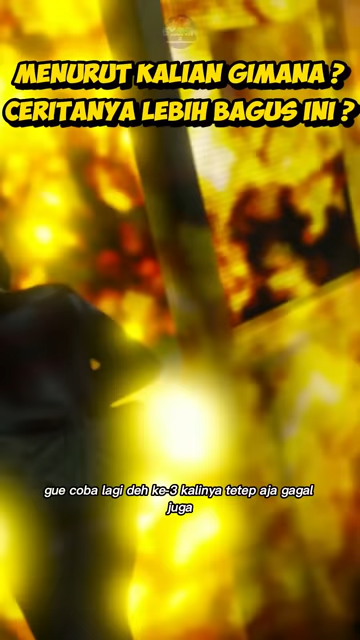 MENURUT KALIAN GIMANA ?
CERITANYA LEBIH BAGUS INI ?
gue coba lagi deh ke-3 kalinya tetep aja gagal
juga